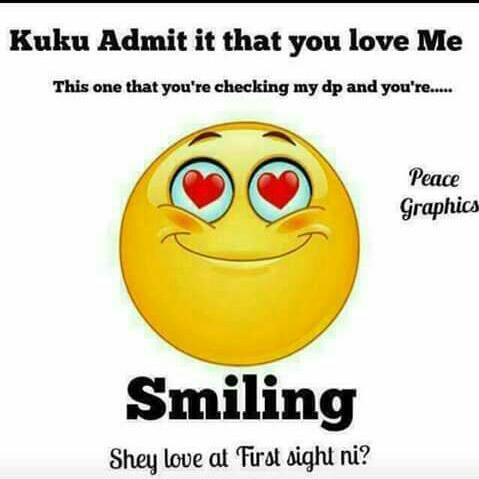 Kuku Admit it that you love Me
This one that you're checking my dp and you're.....
Peace
Graphics
Smiling
Shey love at First sight ni?